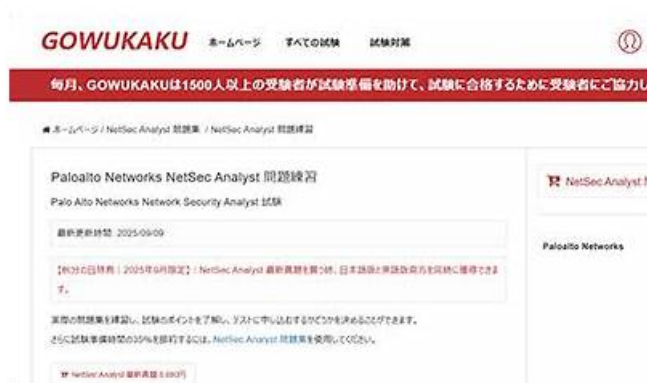 GOWUKAKU
ホームページ すべての試験 試験対策
毎月、GOWUKAKUは1500人以上の受験者が試験準備を助けて、試験に合格するために受験者にご協力し
ホームページ / NetSec Analyst 問題集 / NetSec Analyst 問題練習
Paloalto Networks NetSec Analyst 問題練習
Palo Alto Networks Network Security Analyst 試験
最新更新時間: 2025/09/09
【秋分の日特典|2025年9月限定】:NetSec Analyst 最新真題を買う時、日本語版と英語版両方を同時に獲得できます。
実際の問題集を練習し、試験のポイントを了解し、テストに申し込むするかどうかを決めることができます。
さらに試験準備時間の35%を節約するには、NetSec Analyst 問題集を使用してください。
NetSec Analyst 最新真題
NetSec Analyst
Paloalto Networks